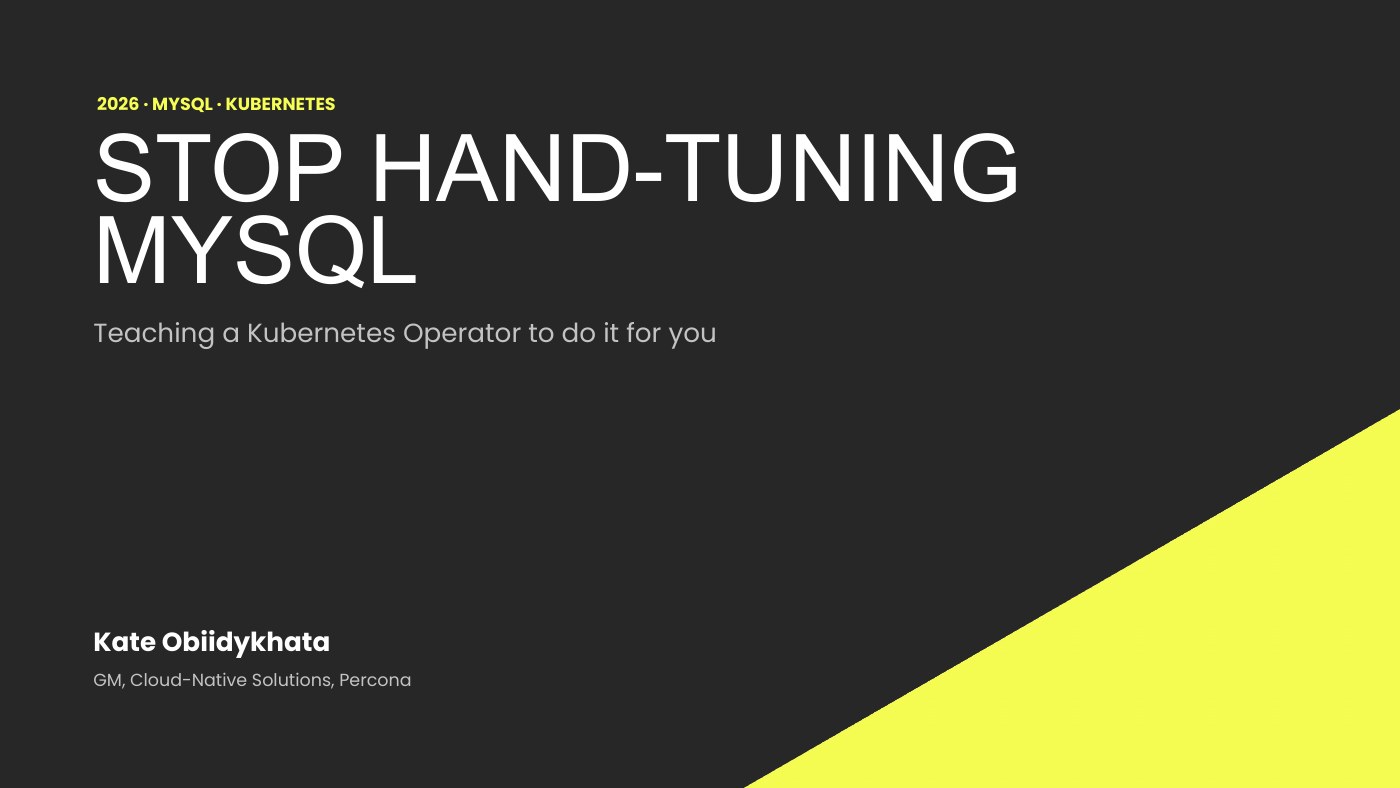 2026 · MYSQL · KUBERNETES
STOP HAND-TUNING
MYSQL
Teaching a Kubernetes Operator to do it for you
Kate Obiidykhata
GM, Cloud-Native Solutions, Percona